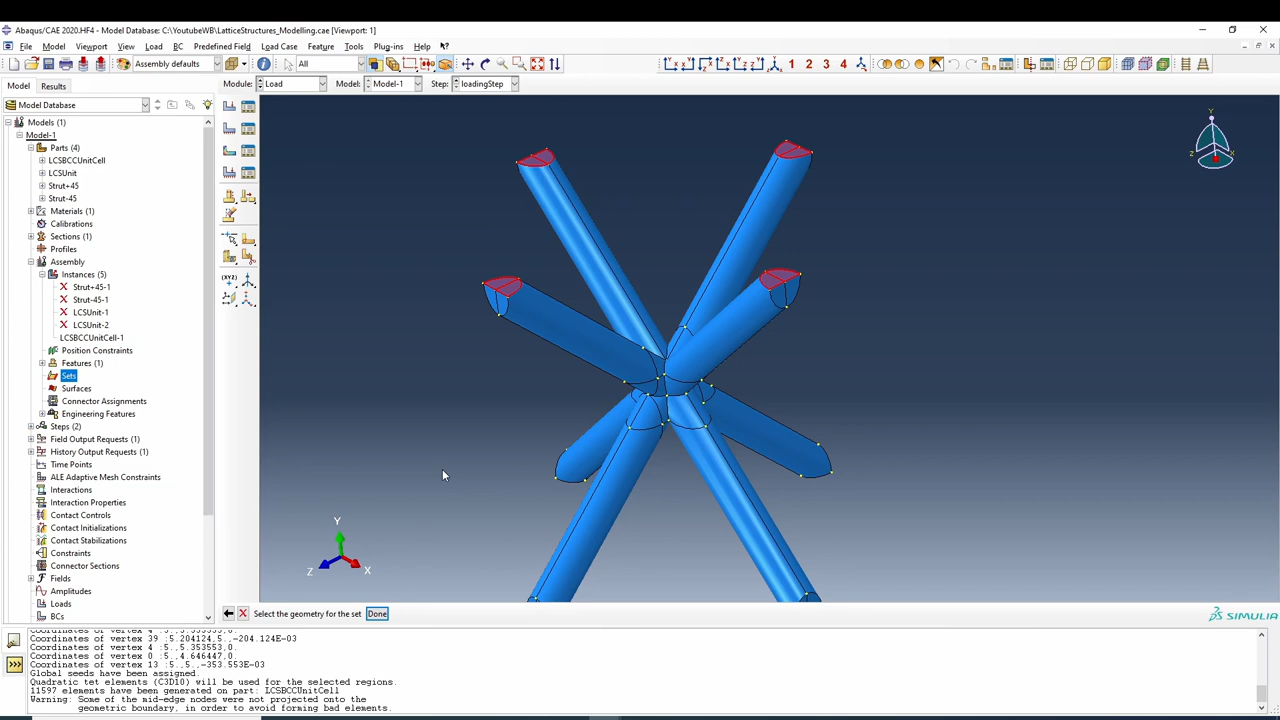 Abaqus/CAE 2020.HF4 - Model Database: C:\YoutubeWB\LatticeStructures_Modelling.cae [Viewport: 1]
File Model Viewport View Load BC Predefined Field Load Case Feature Tools Plug-ins Help
Assembly defaults All 1 2 3 4
Model Results Module: Load Model: Model-1 Step: loadingStep
Model Database
Models (1)
Model-1
Parts (4)
LCSBCCUnitCell
LCSUnit
Strut+45
Strut-45
Materials (1)
Calibrations
Sections (1)
Profiles
Assembly
Instances (5)
Strut+45-1
Strut-45-1
LCSUnit-1
LCSUnit-2
LCSBCCUnitCell-1
Position Constraints
Features (1)
Sets
Surfaces
Connector Assignments
Engineering Features
Steps (2)
Field Output Requests (1)
History Output Requests (1)
Time Points
ALE Adaptive Mesh Constraints
Interactions
Interaction Properties
Contact Controls
Contact Initializations
Contact Stabilizations
Constraints
Connector Sections
Fields
Amplitudes
Loads
BCs
(XYZ)
Y
Z X
Y
Z X
Select the geometry for the set Done
SIMULIA
Coordinates of vertex 39 :5.204124,5.,-204.124E-03
Coordinates of vertex 4 :5.,5.353553,0.
Coordinates of vertex 0 :5.,4.646447,0.
Coordinates of vertex 13 :5.,5.,-353.553E-03
Global seeds have been assigned.
Quadratic tet elements (C3D10) will be used for the selected regions.
11597 elements have been generated on part: LCSBCCUnitCell
Warning: Some of the mid-edge nodes were not projected onto the
geometric boundary, in order to avoid forming bad elements.